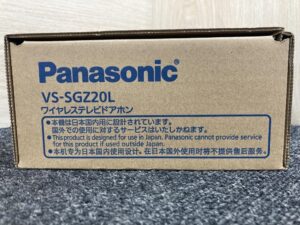 Panasonic
VS-SGZ20L
ワイヤレステレビドアホン
●本機は日本国内用に設計されています。
国外での使用に対するサービスはいたしかねます。
●This product is designed for use in Japan. Panasonic cannot provide service
for this product if used outside Japan.
●本机专为日本国内使用设计。在日本国外使用时将不提供售后服务。